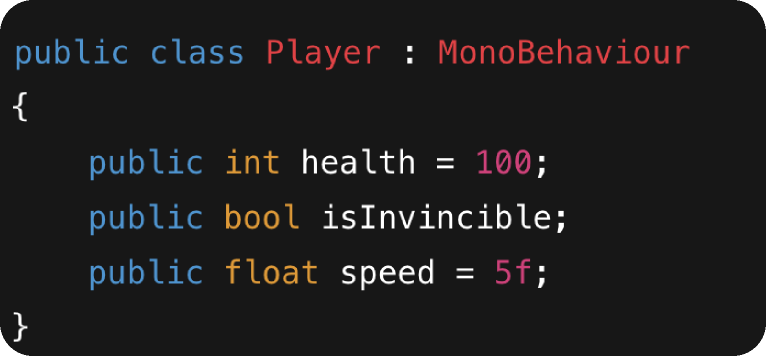 public class Player : MonoBehaviour
{
    public int health = 100;
    public bool isInvincible;
    public float speed = 5f;
}